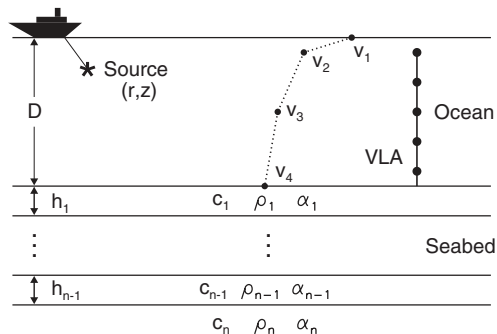 Source
(r,z)
v₁
v₂
v₃
v₄
D
Ocean
VLA
h₁
c₁ ρ₁ α₁
Seabed
hₙ₋₁
cₙ₋₁ ρₙ₋₁ αₙ₋₁
cₙ ρₙ αₙ